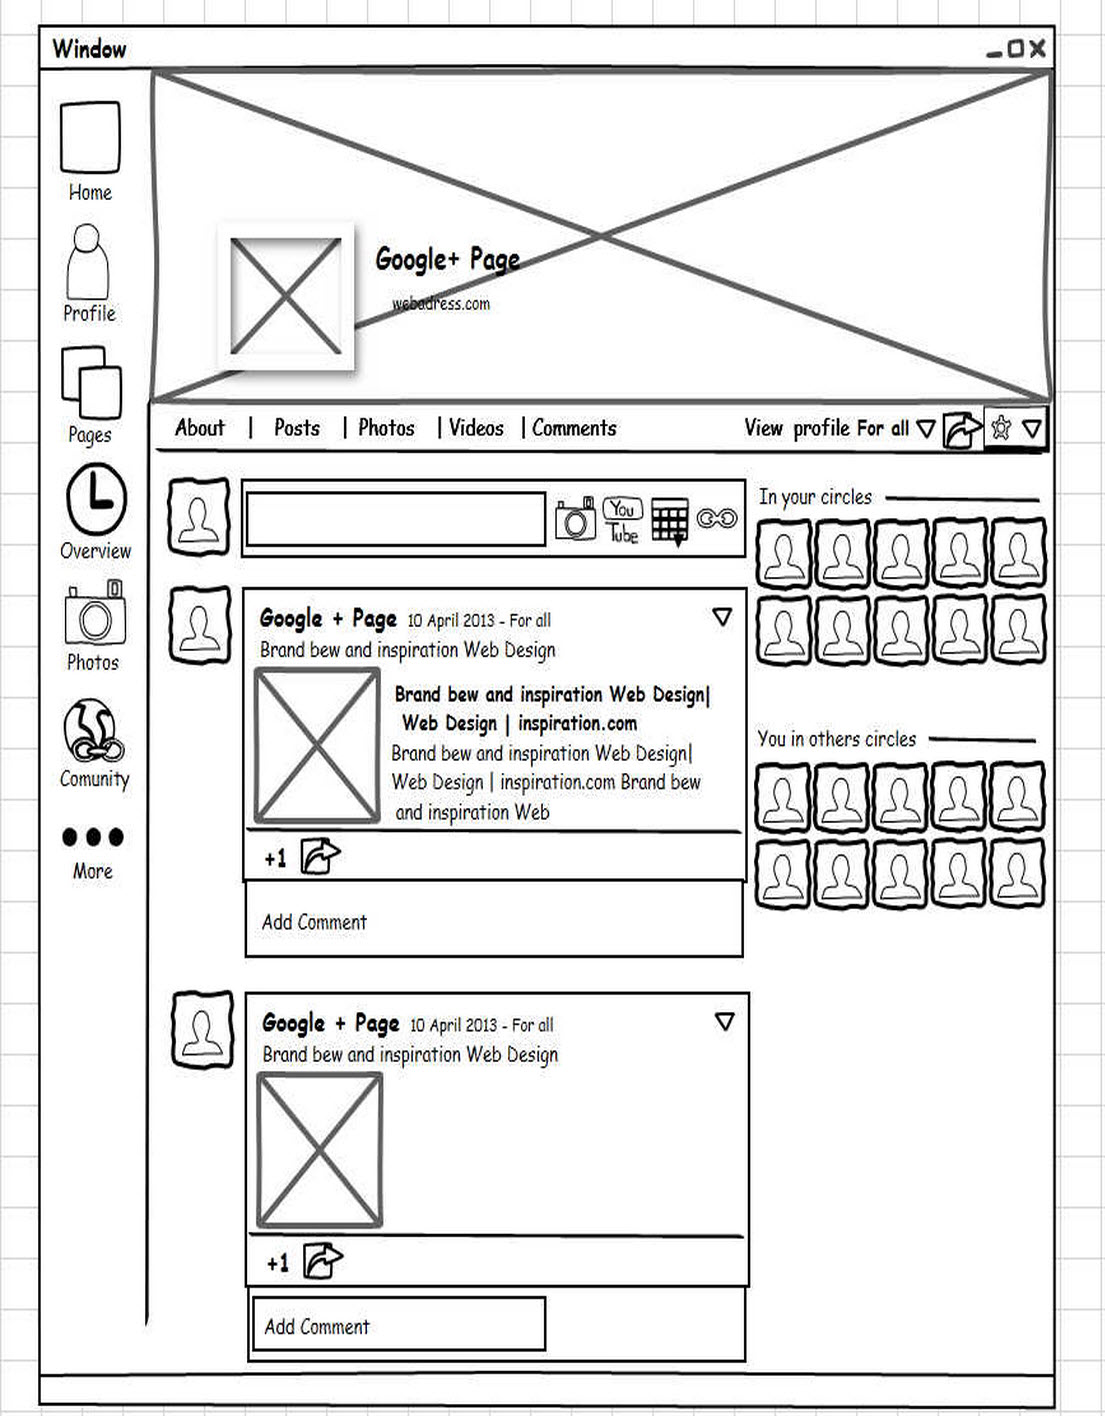 Window
Home
Profile
Pages
Overview
Photos
Comunity
More
Google+ Page
webadress.com
About | Posts | Photos | Videos | Comments
View profile For all
You
Tube
Google + Page 10 April 2013 - For all
Brand bew and inspiration Web Design
Brand bew and inspiration Web Design|
Web Design | inspiration.com
Brand bew and inspiration Web Design|
Web Design | inspiration.com Brand bew
and inspiration Web
+1
Add Comment
Google + Page 10 April 2013 - For all
Brand bew and inspiration Web Design
+1
Add Comment
In your circles
You in others circles